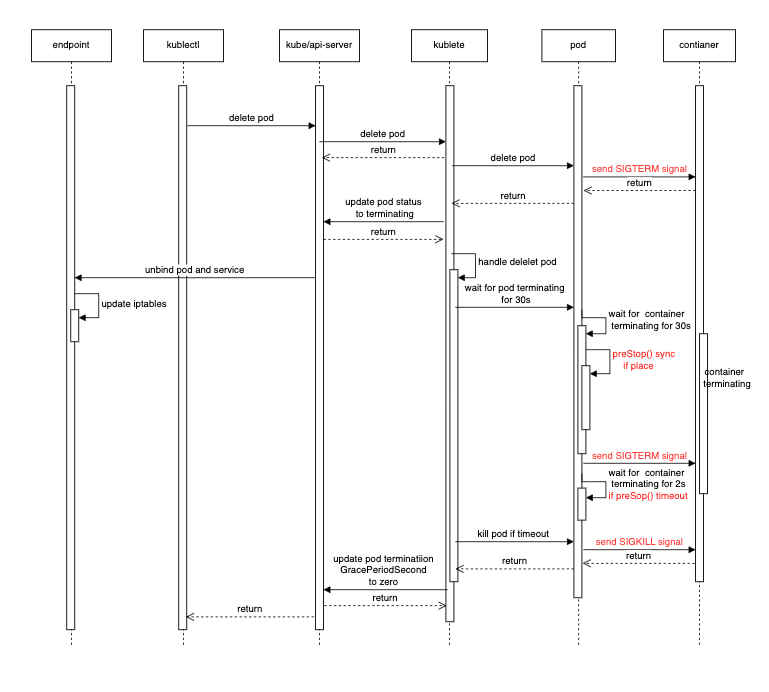 endpoint
kublectl
kube/api-server
kublete
pod
contianer
delete pod
delete pod
return
delete pod
send SIGTERM signal
return
return
update pod status
to terminating
return
handle delelet pod
unbind pod and service
wait for pod terminating
for 30s
update iptables
wait for container
terminating for 30s
preStop() sync
if place
container
terminating
send SIGTERM signal
wait for container
terminating for 2s
if preSop() timeout
kill pod if timeout
send SIGKILL signal
return
return
update pod terminatiion
GracePeriodSecond
to zero
return
return